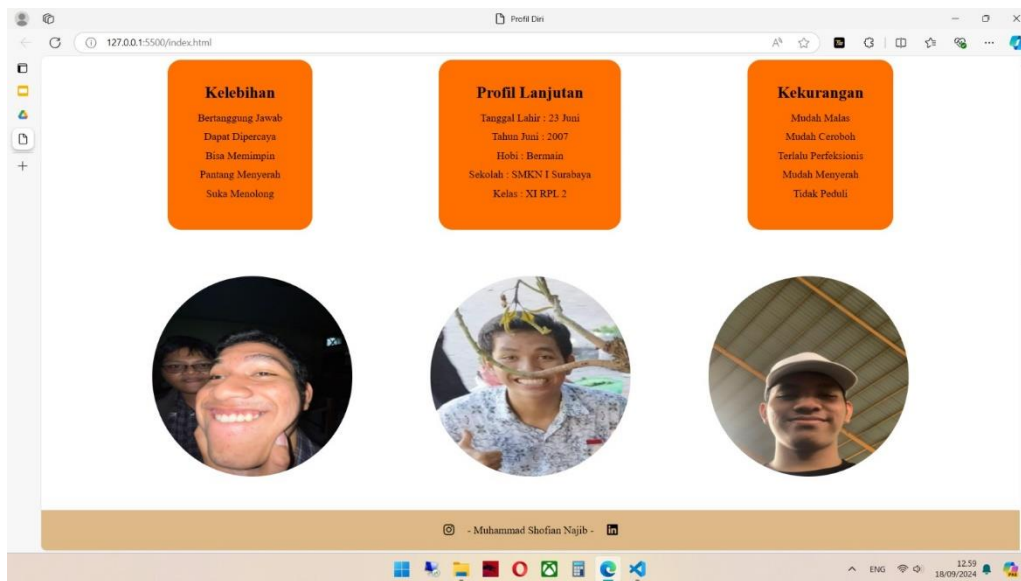 Profil Diri
127.0.0.1:5500/index.html
Kelebihan
Bertanggung Jawab
Dapat Dipercaya
Bisa Memimpin
Pantang Menyerah
Suka Menolong
Profil Lanjutan
Tanggal Lahir : 23 Juni
Tahun Juni : 2007
Hobi : Bermain
Sekolah : SMKN I Surabaya
Kelas : XI RPL 2
Kekurangan
Mudah Malas
Mudah Ceroboh
Terlalu Perfeksionis
Mudah Menyerah
Tidak Peduli
- Muhammad Shofian Najib -
ENG
12.59
18/09/2024